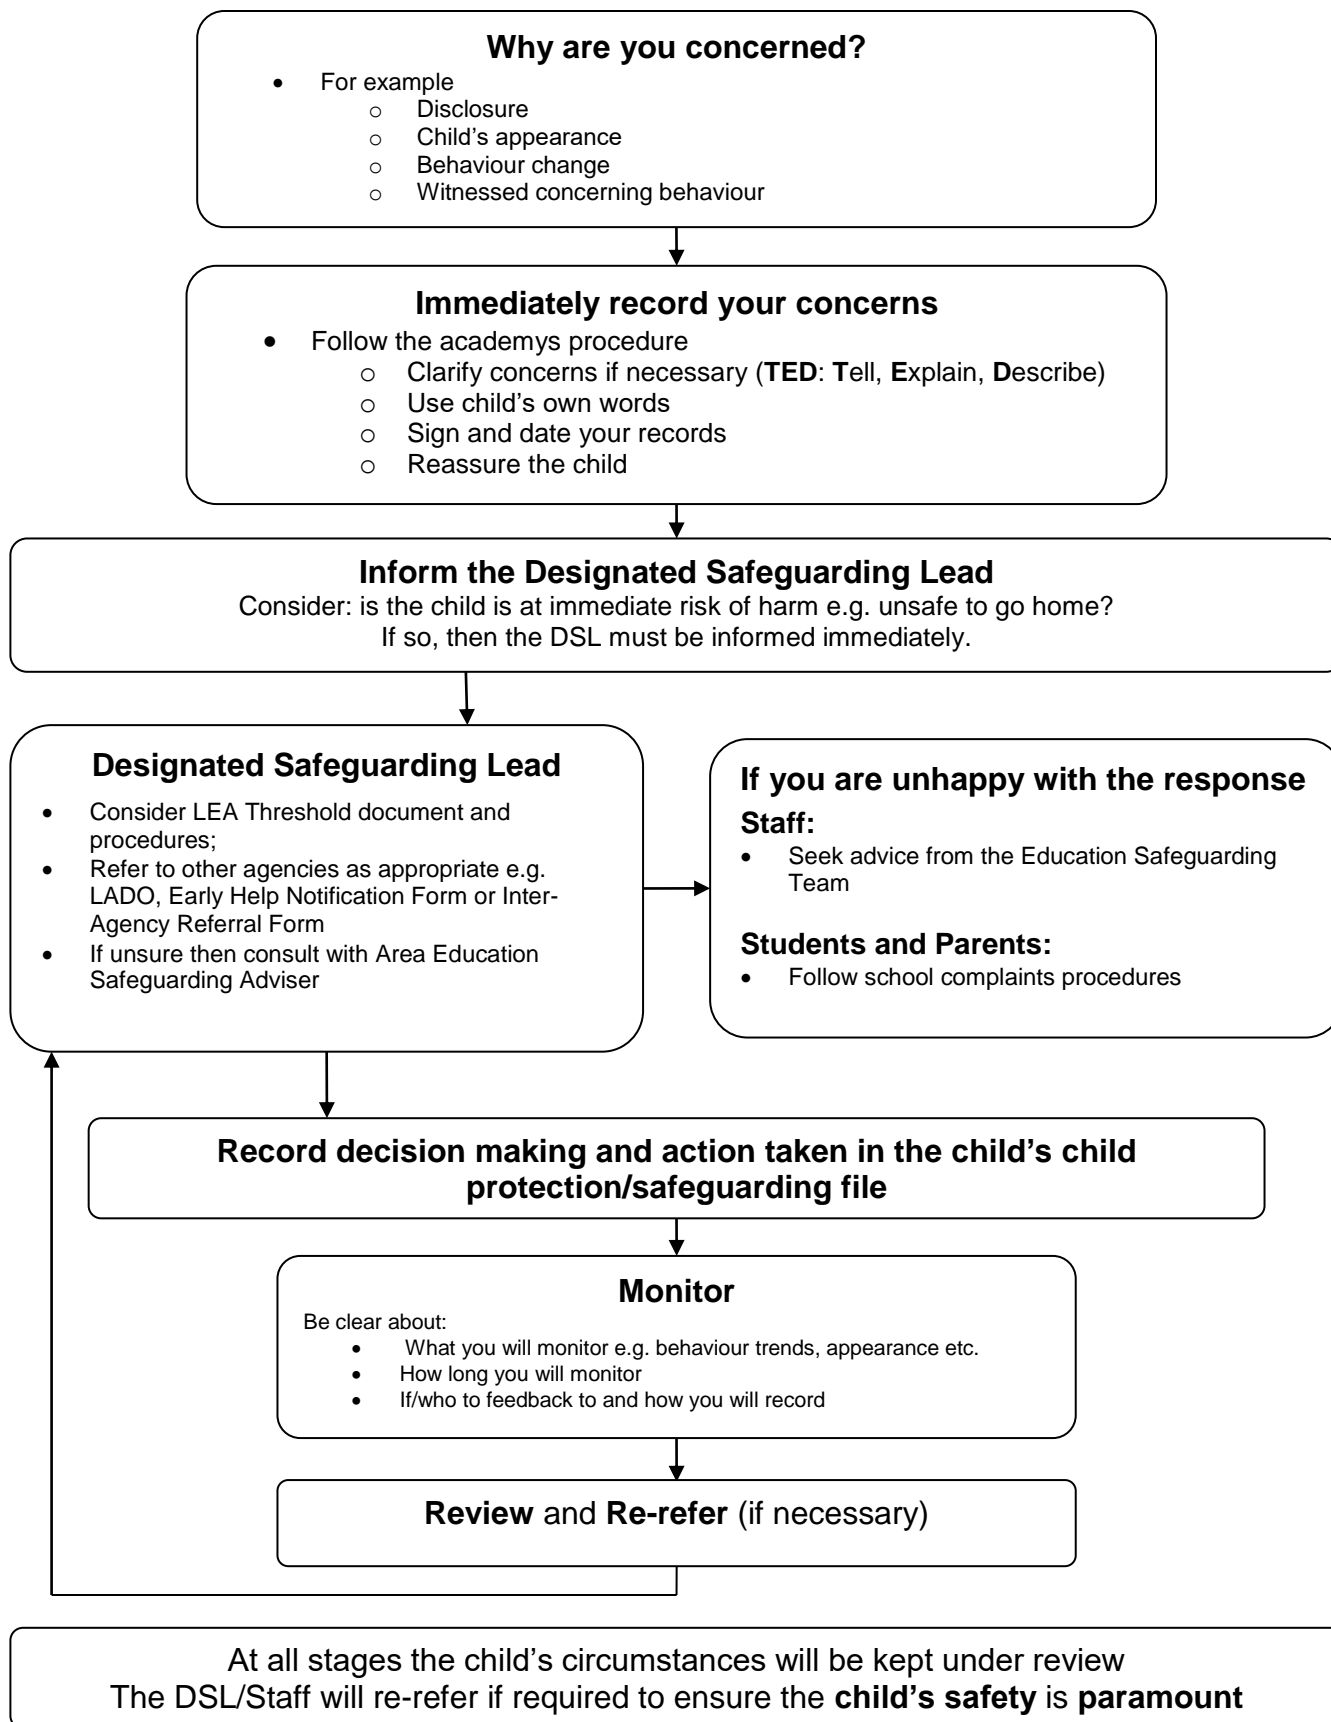 Why are you concerned?
• For example
o Disclosure
o Child’s appearance
o Behaviour change
o Witnessed concerning behaviour
Immediately record your concerns
• Follow the academys procedure
o Clarify concerns if necessary (TED: Tell, Explain, Describe)
o Use child’s own words
o Sign and date your records
o Reassure the child
Inform the Designated Safeguarding Lead
Consider: is the child is at immediate risk of harm e.g. unsafe to go home?
If so, then the DSL must be informed immediately.
Designated Safeguarding Lead
• Consider LEA Threshold document and
procedures;
• Refer to other agencies as appropriate e.g.
LADO, Early Help Notification Form or Inter-
Agency Referral Form
• If unsure then consult with Area Education
Safeguarding Adviser
If you are unhappy with the response
Staff:
• Seek advice from the Education Safeguarding
Team
Students and Parents:
• Follow school complaints procedures
Record decision making and action taken in the child’s child
protection/safeguarding file
Monitor
Be clear about:
• What you will monitor e.g. behaviour trends, appearance etc.
• How long you will monitor
• If/who to feedback to and how you will record
Review and Re-refer (if necessary)
At all stages the child’s circumstances will be kept under review
The DSL/Staff will re-refer if required to ensure the child’s safety is paramount